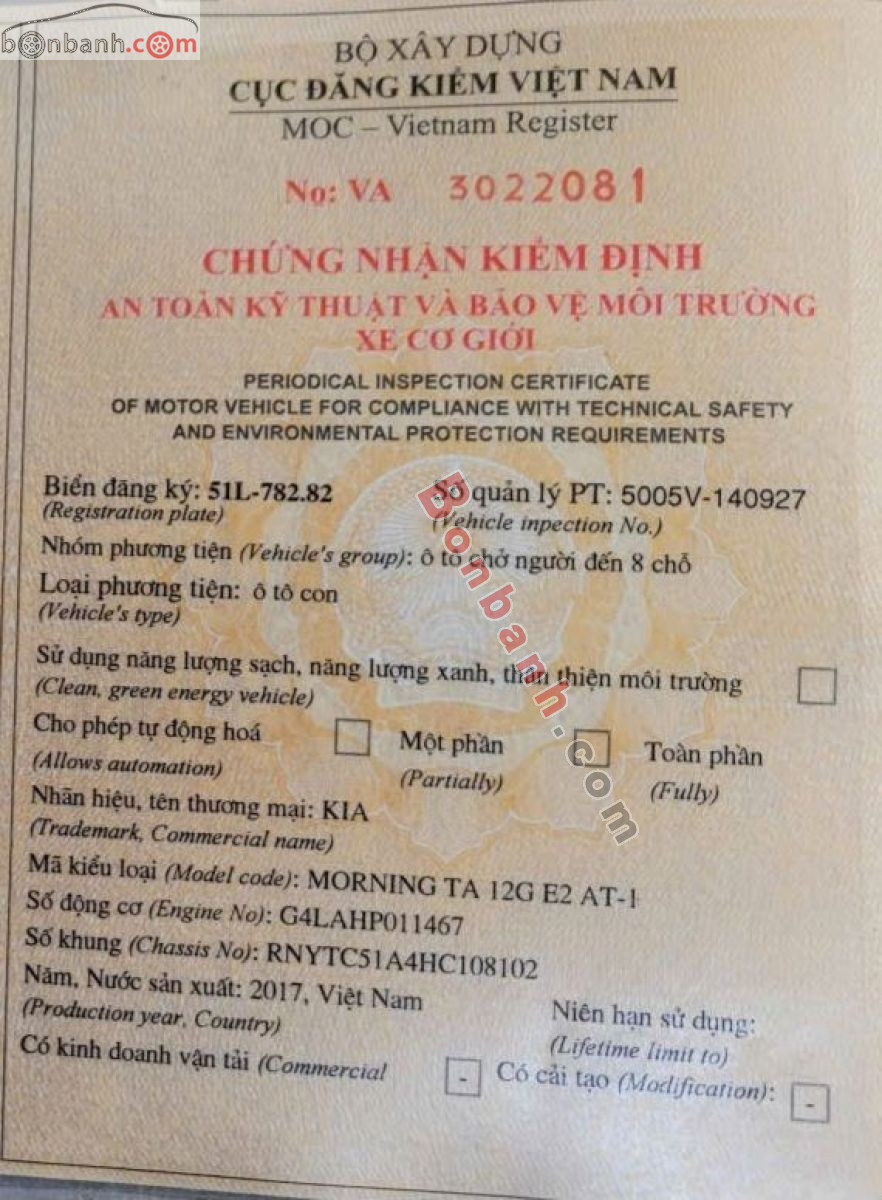 bonbanh.com
BỘ XÂY DỰNG
CỤC ĐĂNG KIỂM VIỆT NAM
MOC – Vietnam Register
No: VA 3022081
CHỨNG NHẬN KIỂM ĐỊNH
AN TOÀN KỸ THUẬT VÀ BẢO VỆ MÔI TRƯỜNG
XE CƠ GIỚI
PERIODICAL INSPECTION CERTIFICATE
OF MOTOR VEHICLE FOR COMPLIANCE WITH TECHNICAL SAFETY
AND ENVIRONMENTAL PROTECTION REQUIREMENTS
Biển đăng ký: 51L-782.82 Số quản lý PT: 5005V-140927
(Registration plate) (Vehicle inpection No.)
Nhóm phương tiện (Vehicle's group): ô tô chở người đến 8 chỗ
Loại phương tiện: ô tô con
(Vehicle's type)
Sử dụng năng lượng sạch, năng lượng xanh, thân thiện môi trường
(Clean, green energy vehicle)
Cho phép tự động hoá Một phần Toàn phần
(Allows automation) (Partially) (Fully)
Nhãn hiệu, tên thương mại: KIA
(Trademark, Commercial name)
Mã kiểu loại (Model code): MORNING TA 12G E2 AT-1
Số động cơ (Engine No): G4LAHP011467
Số khung (Chassis No): RNYTC51A4HC108102
Năm, Nước sản xuất: 2017, Việt Nam Niên hạn sử dụng:
(Production year, Country) (Lifetime limit to)
Có kinh doanh vận tải (Commercial - Có cải tạo (Modification): -
Bonbanh.com